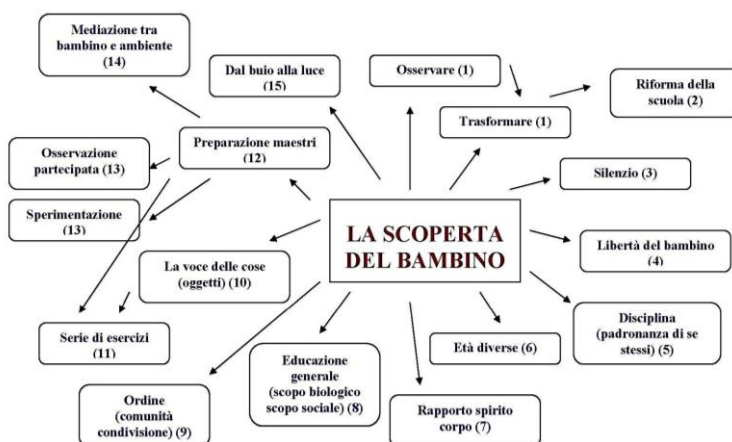 Mediazione tra
bambino e ambiente
(14)
Dal buio alla luce
(15)
Osservare (1)
Riforma della
scuola (2)
Trasformare (1)
Osservazione
partecipata (13)
Preparazione maestri
(12)
Silenzio (3)
Sperimentazione
(13)
LA SCOPERTA
DEL BAMBINO
Libertà del bambino
(4)
La voce delle cose
(oggetti) (10)
Disciplina
(padronanza di se
stessi) (5)
Serie di esercizi
(11)
Età diverse (6)
Educazione
generale
(scopo biologico
scopo sociale) (8)
Ordine
(comunità
condivisione) (9)
Rapporto spirito
corpo (7)